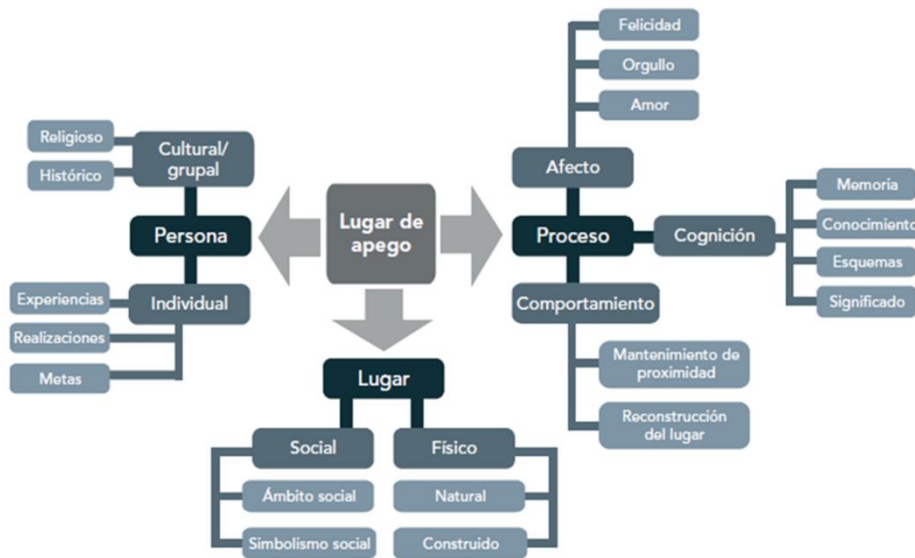 Felicidad
Orgullo
Amor
Afecto
Religioso
Histórico
Cultural/
grupal
Persona
Individual
Experiencias
Realizaciones
Metas
Lugar de
apego
Proceso
Cognición
Memoria
Conocimiento
Esquemas
Significado
Comportamiento
Mantenimiento de
proximidad
Reconstrucción
del lugar
Lugar
Social
Ámbito social
Simbolismo social
Físico
Natural
Construido